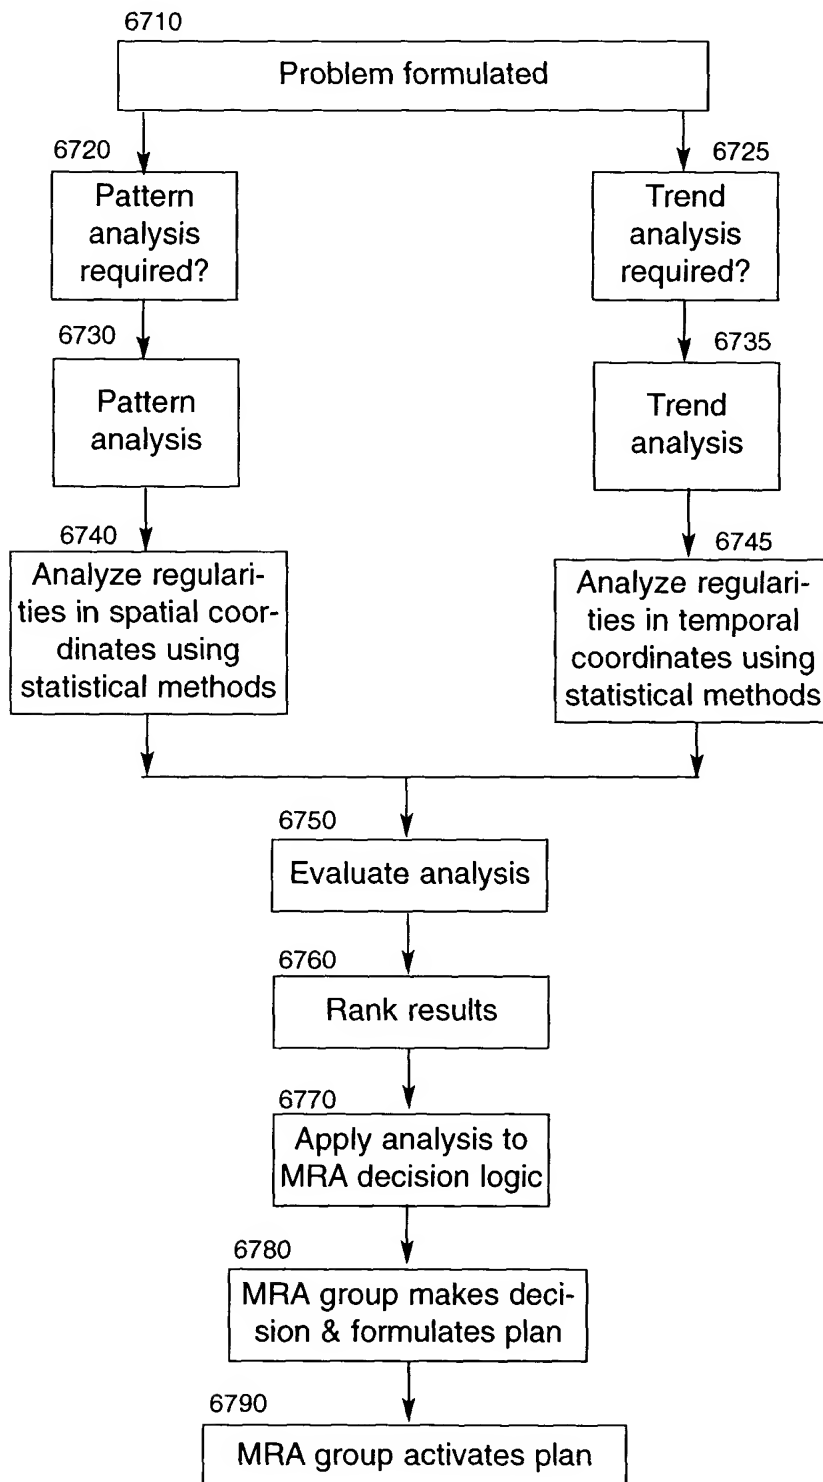 6710
Problem formulated
6720
Pattern
analysis
required?
6725
Trend
analysis
required?
6730
Pattern
analysis
6735
Trend
analysis
6740
Analyze regulari-
ties in spatial coor-
dinates using
statistical methods
6745
Analyze regulari-
ties in temporal
coordinates using
statistical methods
6750
Evaluate analysis
6760
Rank results
6770
Apply analysis to
MRA decision logic
6780
MRA group makes deci-
sion & formulates plan
6790
MRA group activates plan